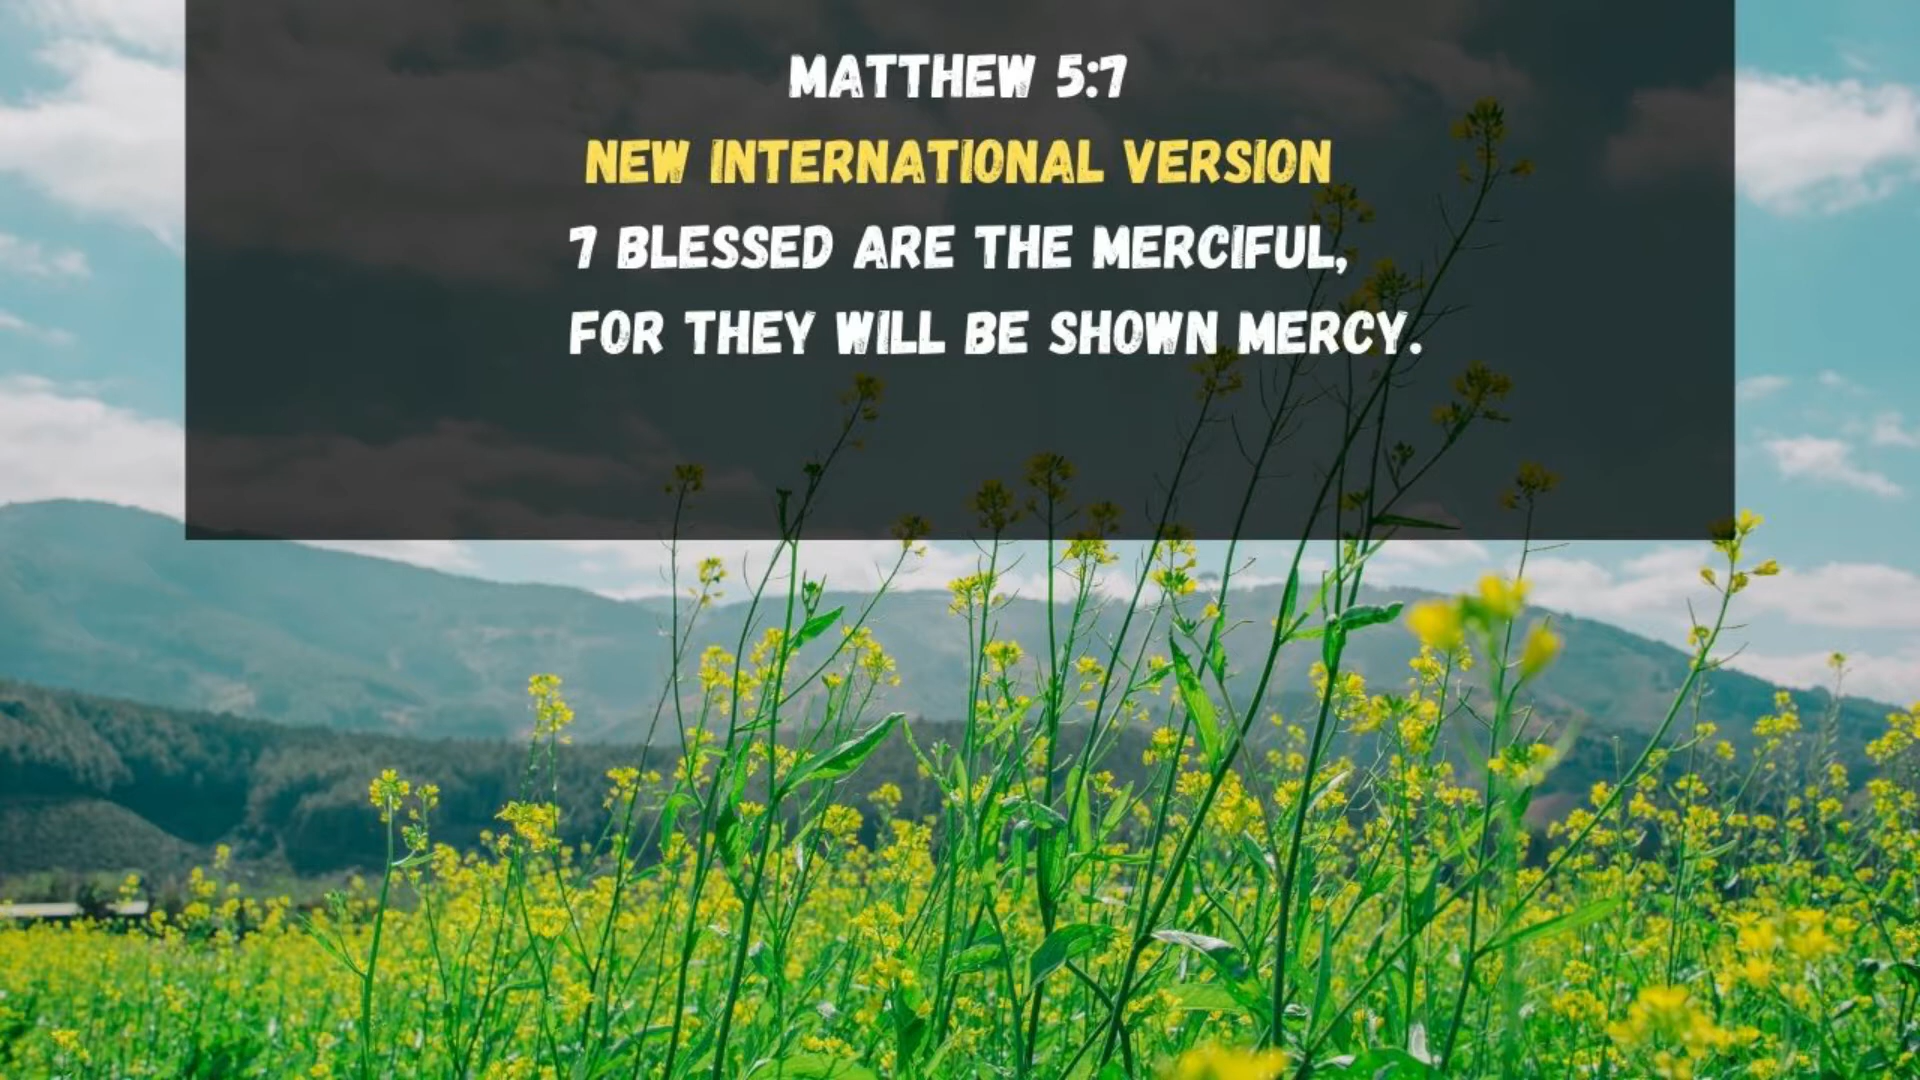 MATTHEW 5:7
NEW INTERNATIONAL VERSION
7 BLESSED ARE THE MERCIFUL,
FOR THEY WILL BE SHOWN MERCY.